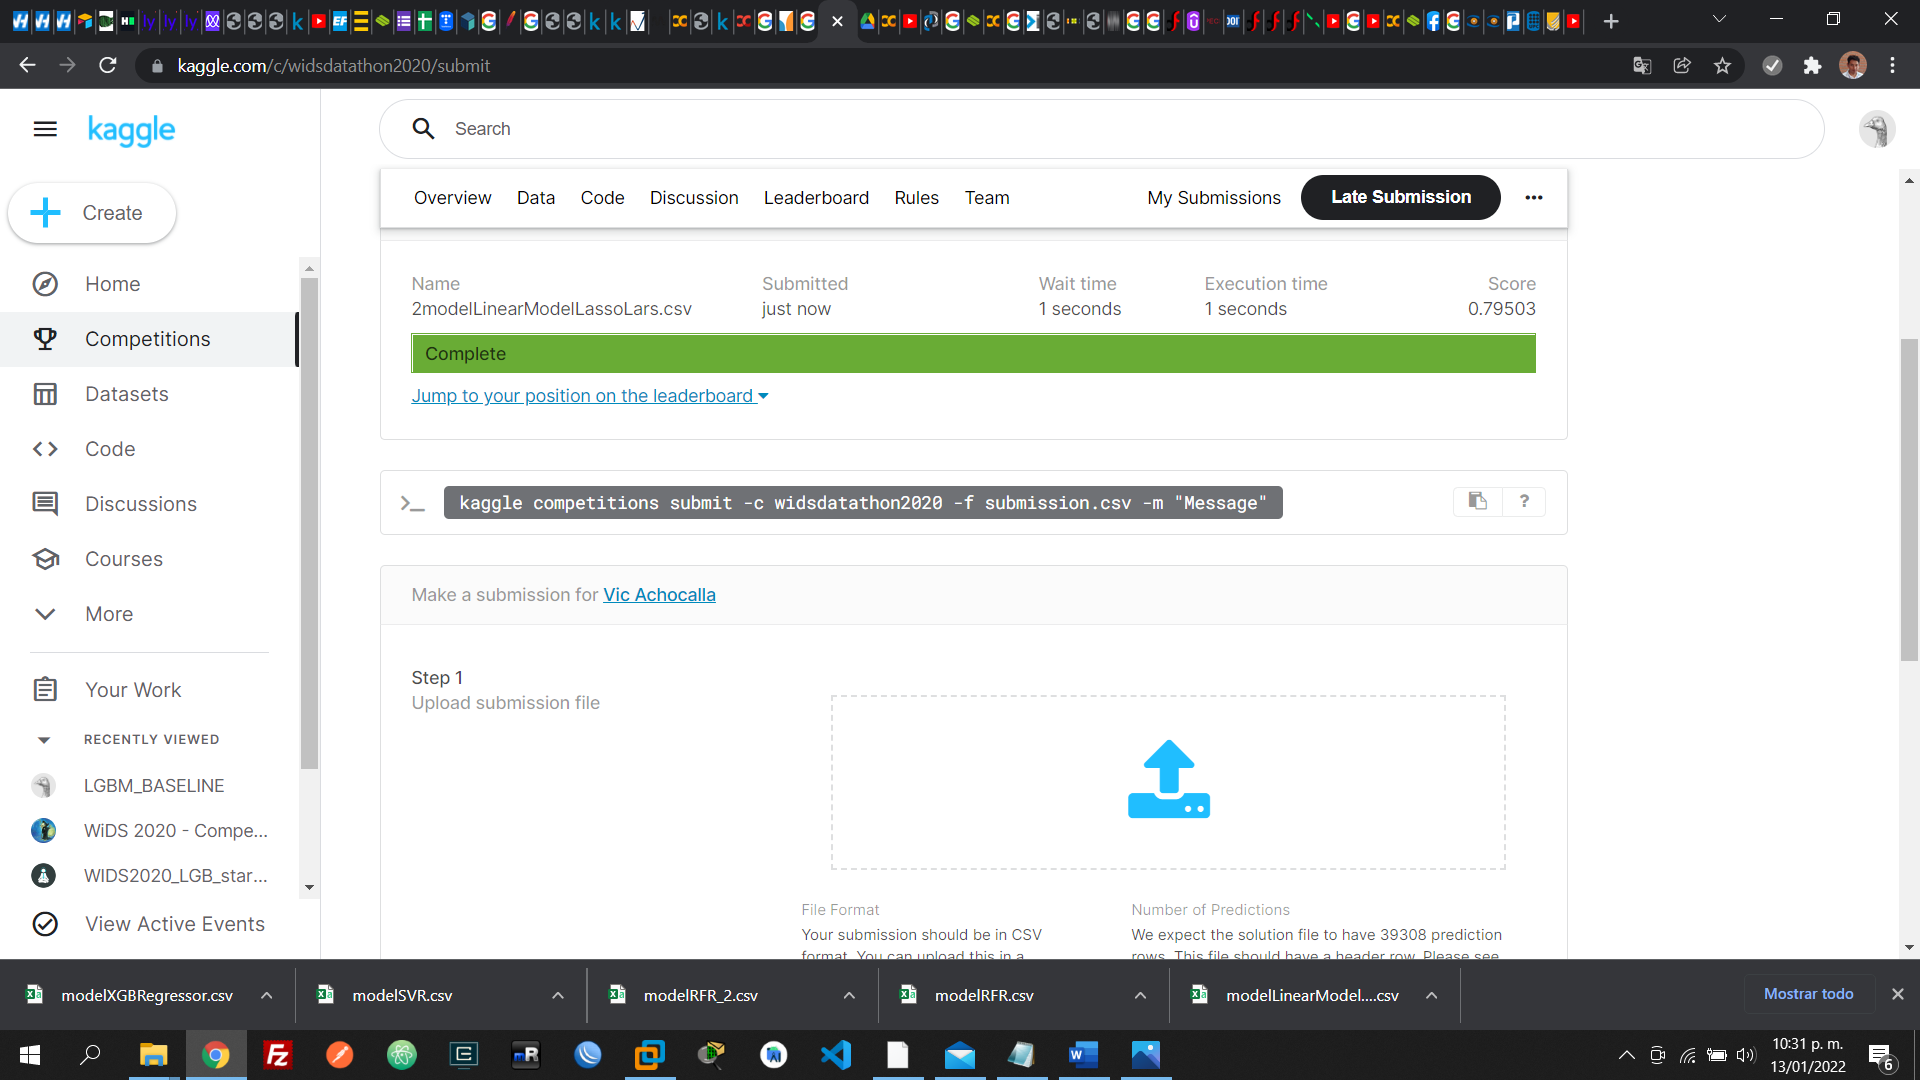 kaggle.com/c/widsdatathon2020/submit
kaggle
Search
Create
Overview Data Code Discussion Leaderboard Rules Team My Submissions Late Submission
Home
Competitions
Datasets
Code
Discussions
Courses
More
Your Work
RECENTLY VIEWED
LGBM_BASELINE
WiDS 2020 - Compe...
WIDS2020_LGB_star...
View Active Events
Name Submitted Wait time Execution time Score
2modelLinearModelLassoLars.csv just now 1 seconds 1 seconds 0.79503
Complete
Jump to your position on the leaderboard
kaggle competitions submit -c widsdatathon2020 -f submission.csv -m "Message"
?
Make a submission for Vic Achocalla
Step 1
Upload submission file
File Format
Your submission should be in CSV
format. You can upload this in a
Number of Predictions
We expect the solution file to have 39308 prediction
rows. This file should have a header row. Please see
modelXGBRegressor.csv modelSVR.csv modelRFR_2.csv modelRFR.csv modelLinearModel....csv Mostrar todo
10:31 p. m.
13/01/2022
6